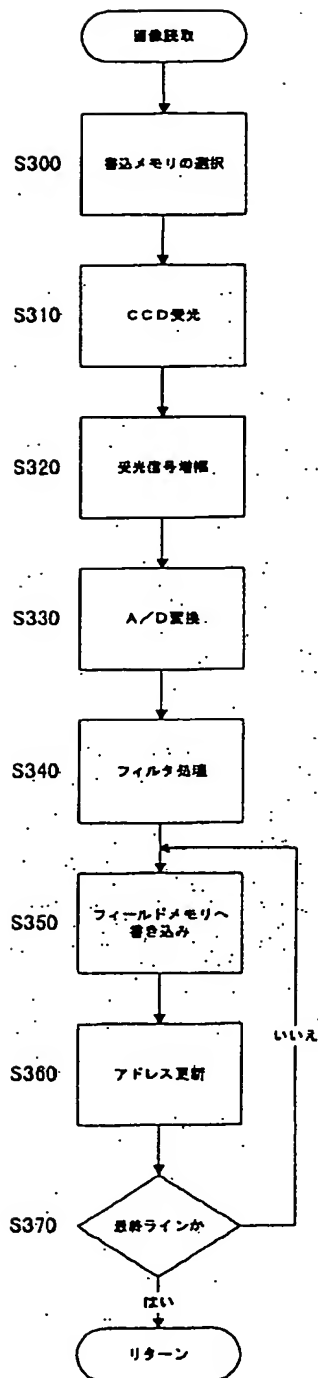 画像読取
S300
書込メモリの選択
S310
CCD受光
S320
受光信号増幅
S330
A/D変換
S340
フィルタ処理
S350
フィールドメモリへ
書き込み
いいえ
S360
アドレス更新
S370
最終ラインか
はい
リターン